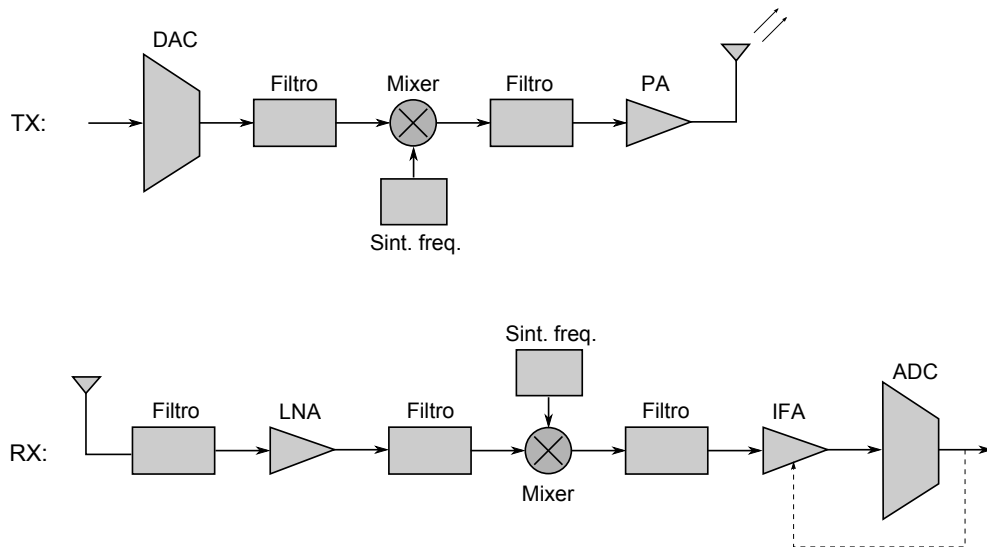 DAC
Filtro
Mixer
Filtro
PA
TX:
Sint. freq.
Sint. freq.
ADC
Filtro
LNA
Filtro
Filtro
IFA
RX:
Mixer